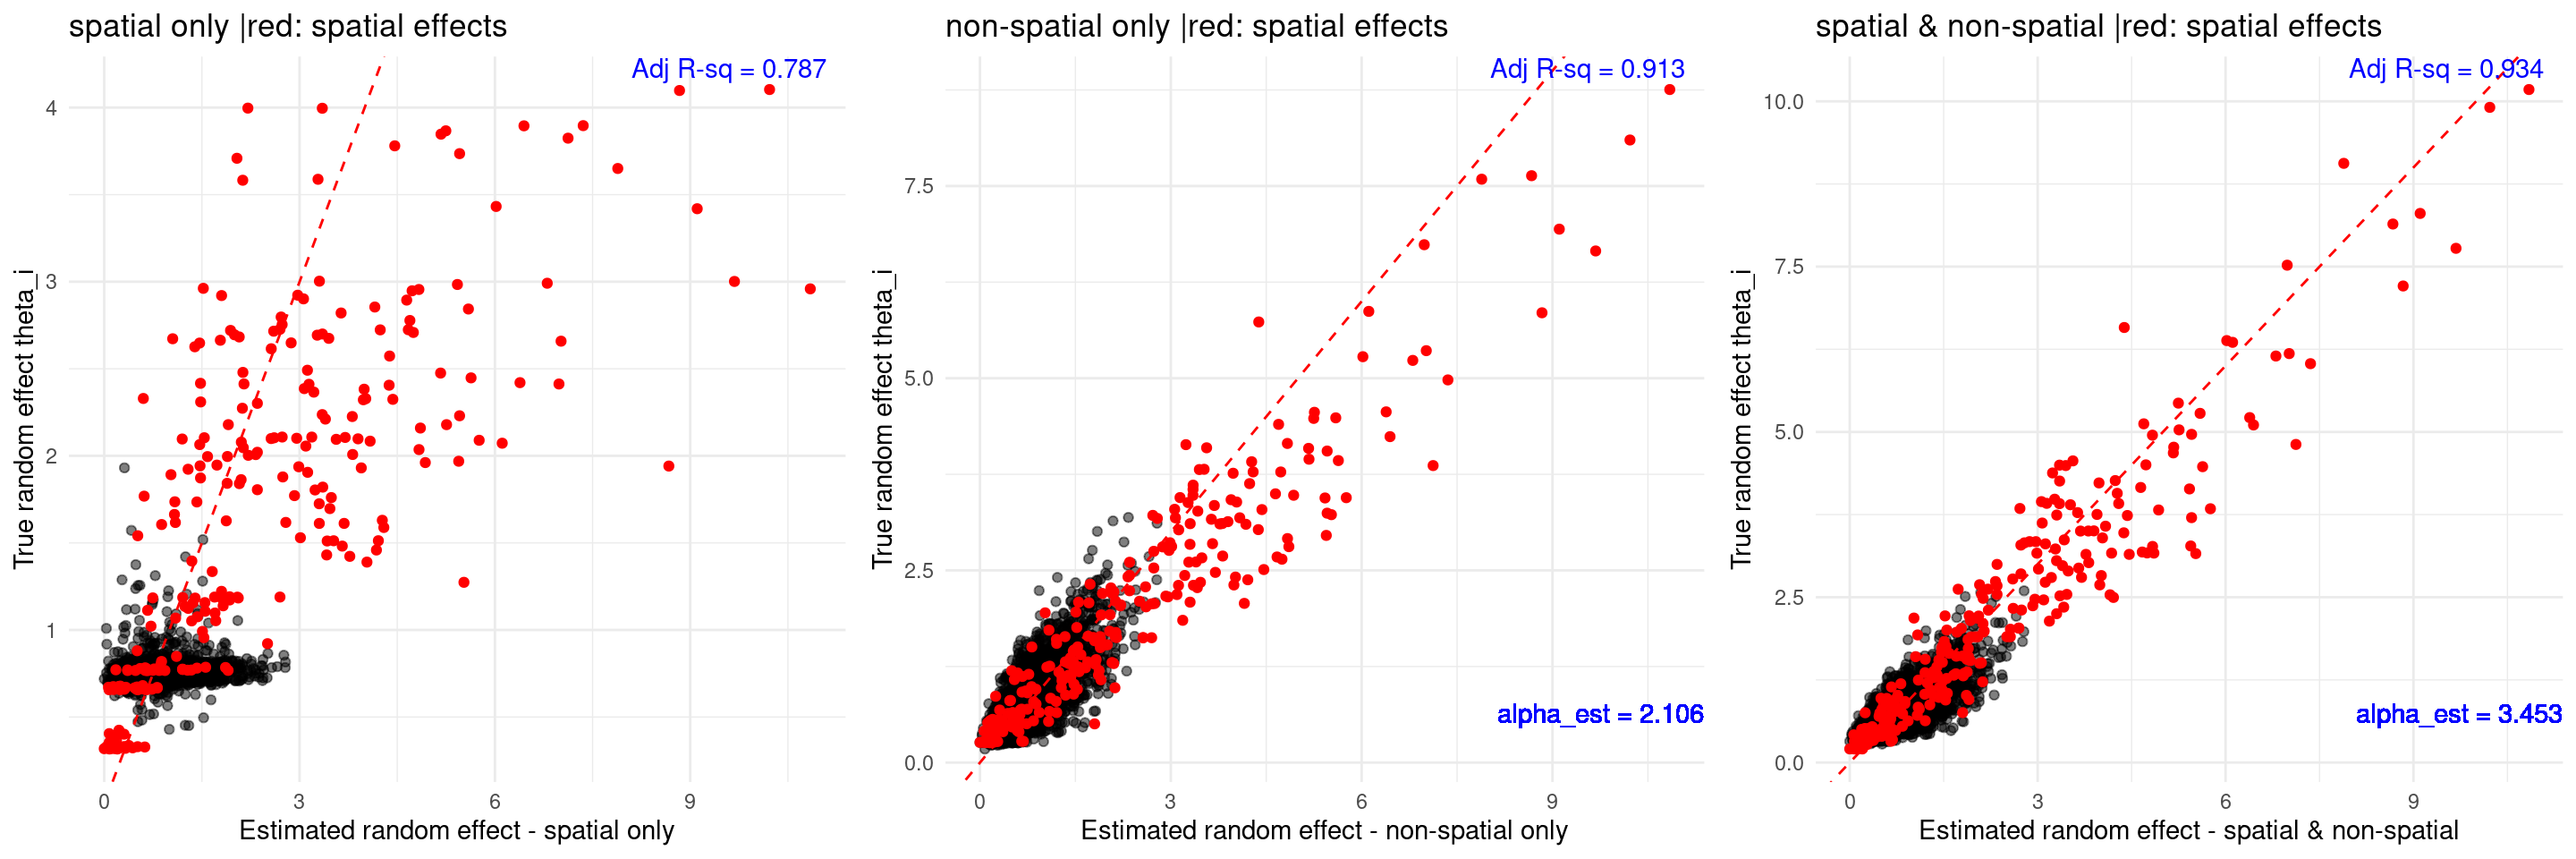 spatial only |red: spatial effects
Adj R-sq = 0.787
True random effect theta_i
4
3
2
1
0
3
6
9
Estimated random effect - spatial only
non-spatial only |red: spatial effects
Adj R-sq = 0.913
True random effect theta_i
7.5
5.0
2.5
0.0
alpha_est = 2.106
0
3
6
9
Estimated random effect - non-spatial only
spatial & non-spatial |red: spatial effects
Adj R-sq = 0.934
True random effect theta_i
10.0
7.5
5.0
2.5
0.0
alpha_est = 3.453
0
3
6
9
Estimated random effect - spatial & non-spatial